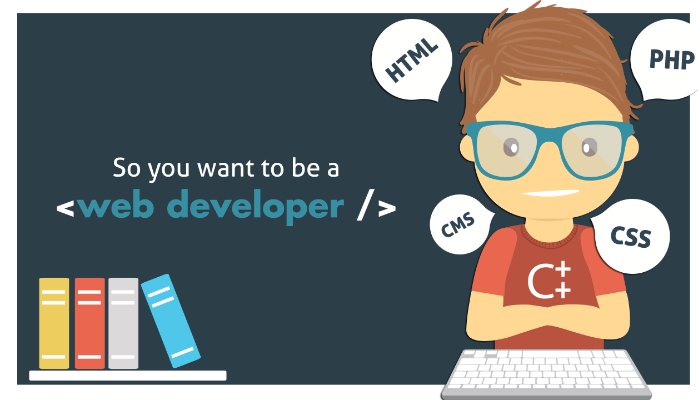 HTML
PHP
So you want to be a
<web developer />
CMS
CSS
C++